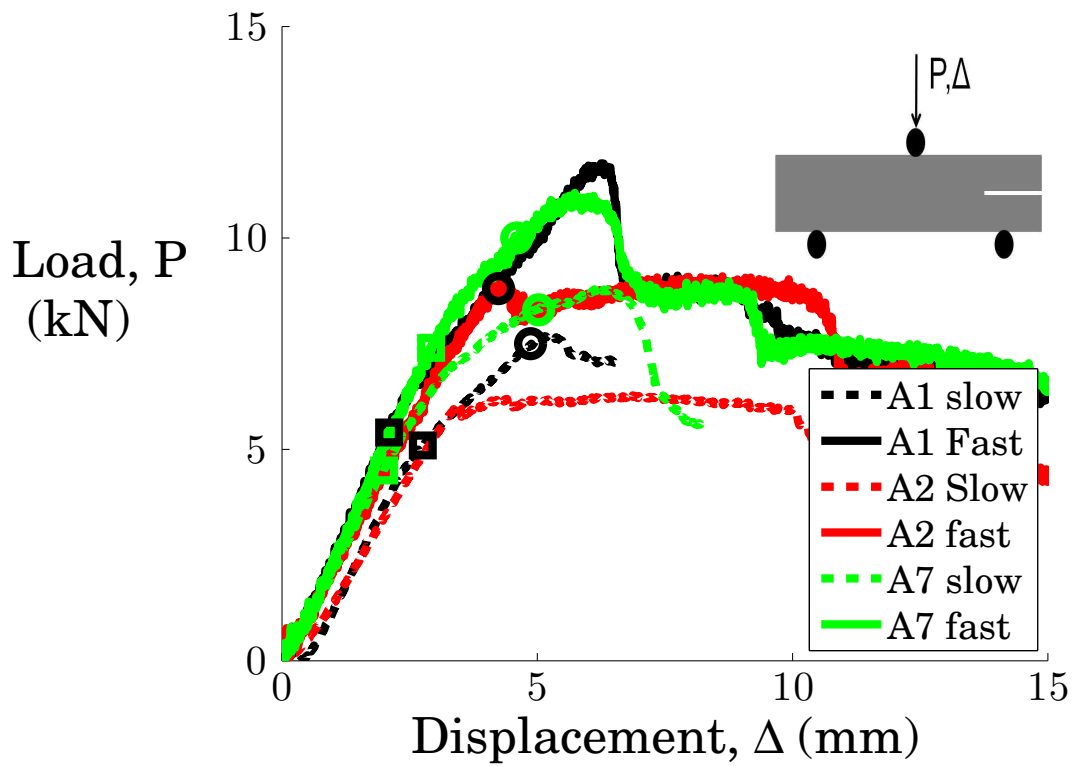 15
P,Δ
10
Load, P
(kN)
5
A1 slow
A1 Fast
A2 Slow
A2 fast
A7 slow
A7 fast
0
0 5 10 15
Displacement, Δ (mm)